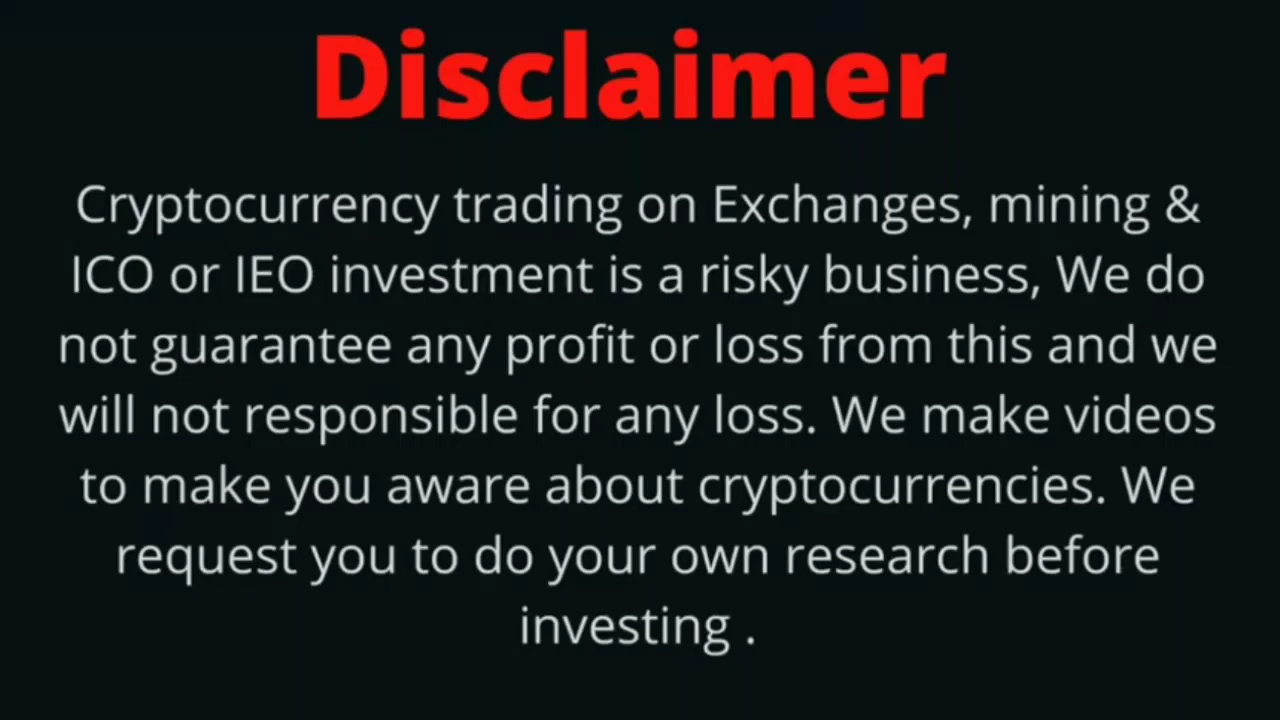 Disclaimer
Cryptocurrency trading on Exchanges, mining &
ICO or IEO investment is a risky business, We do
not guarantee any profit or loss from this and we
will not responsible for any loss. We make videos
to make you aware about cryptocurrencies. We
request you to do your own research before
investing .